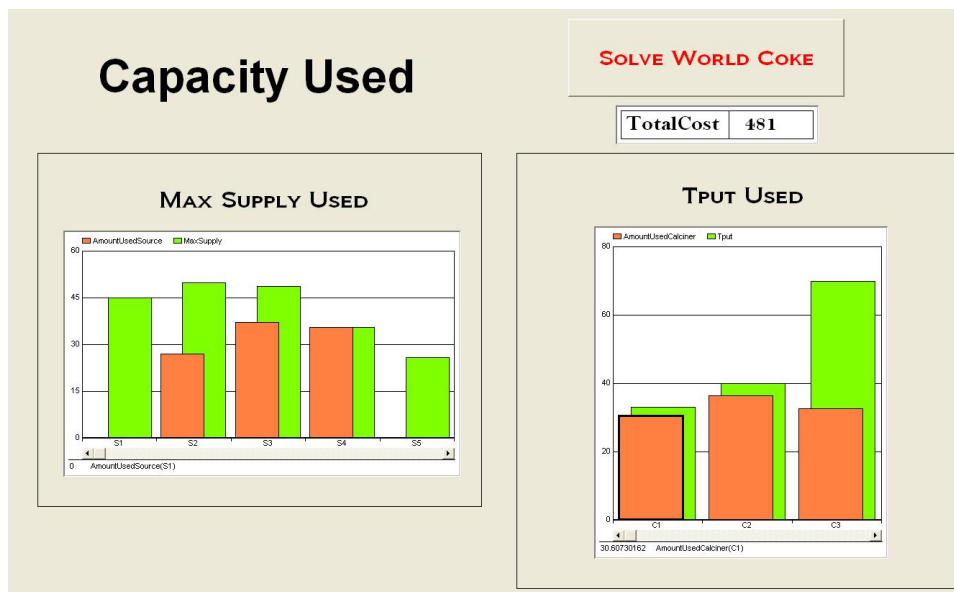 Capacity Used
SOLVE WORLD COKE
TotalCost 481
MAX SUPPLY USED
AmountUsedSource MaxSupply
60
45
30
15
0
S1 S2 S3 S4 S5
0 AmountUsedSource(S1)
TPUT USED
AmountUsedCalciner Tput
80
60
40
20
0
C1 C2 C3
30.60730162 AmountUsedCalciner(C1)